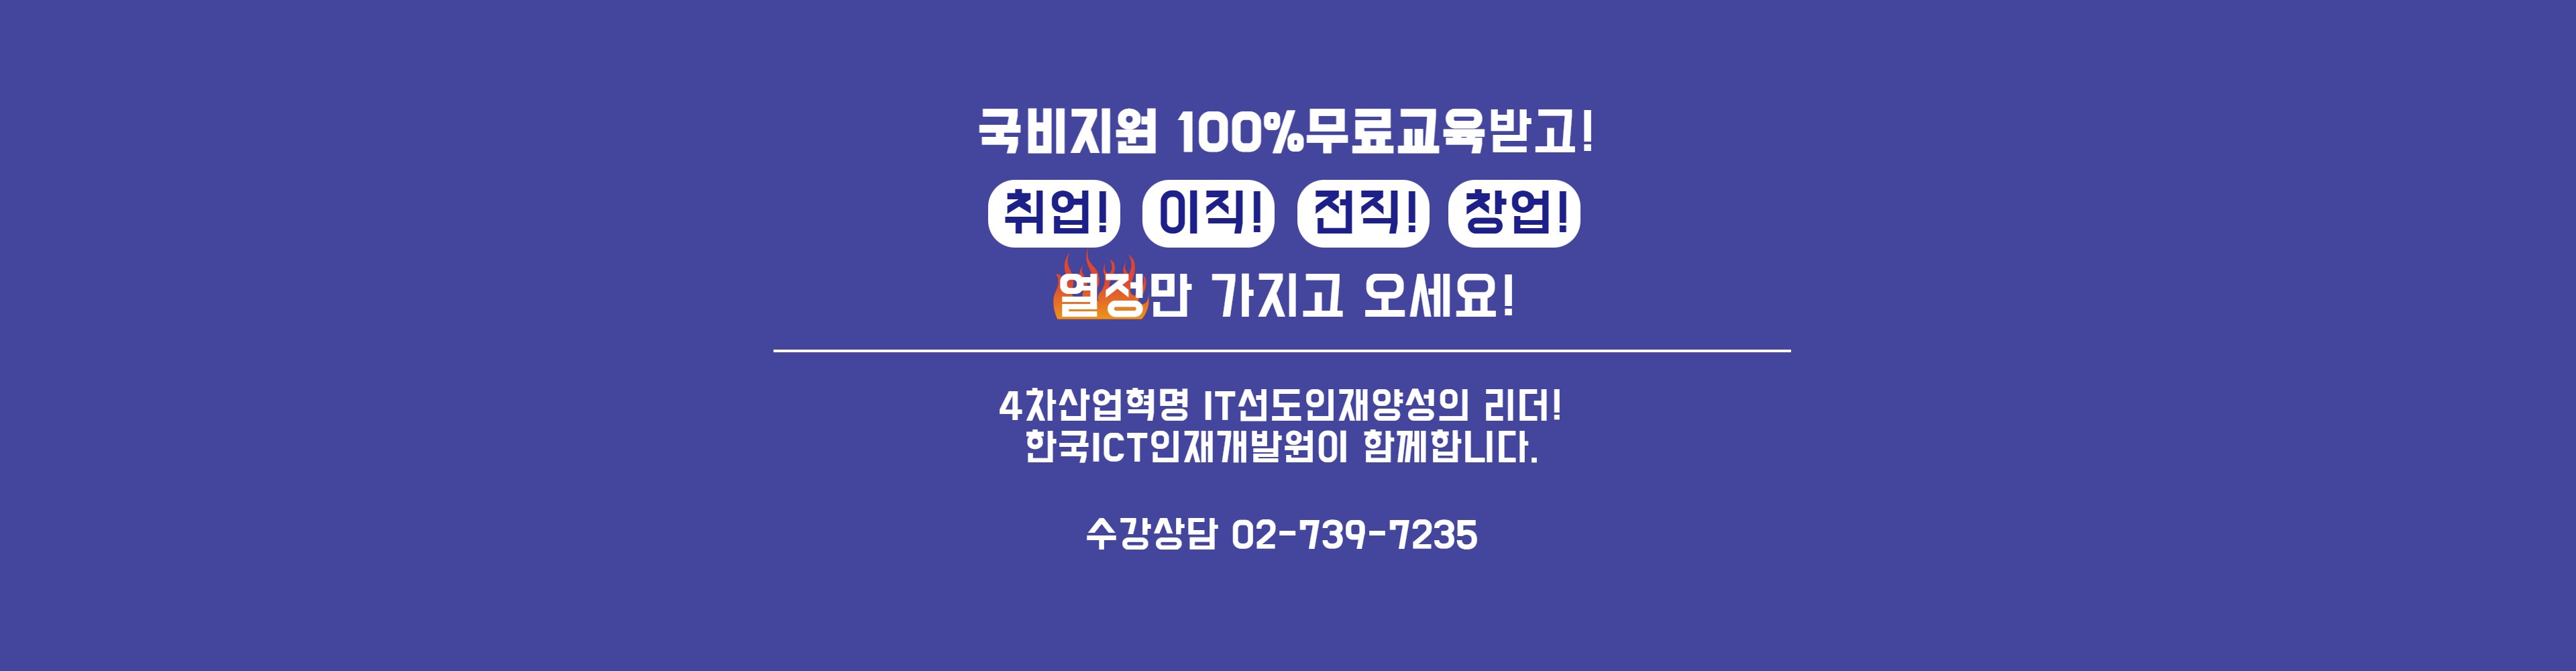 국비지원 100%무료교육받고!
취업! 이직! 전직! 창업!
열정만 가지고 오세요!
4차산업혁명 IT선도인재양성의 리더!
한국ICT인재개발원이 함께합니다.
수강상담 02-739-7235